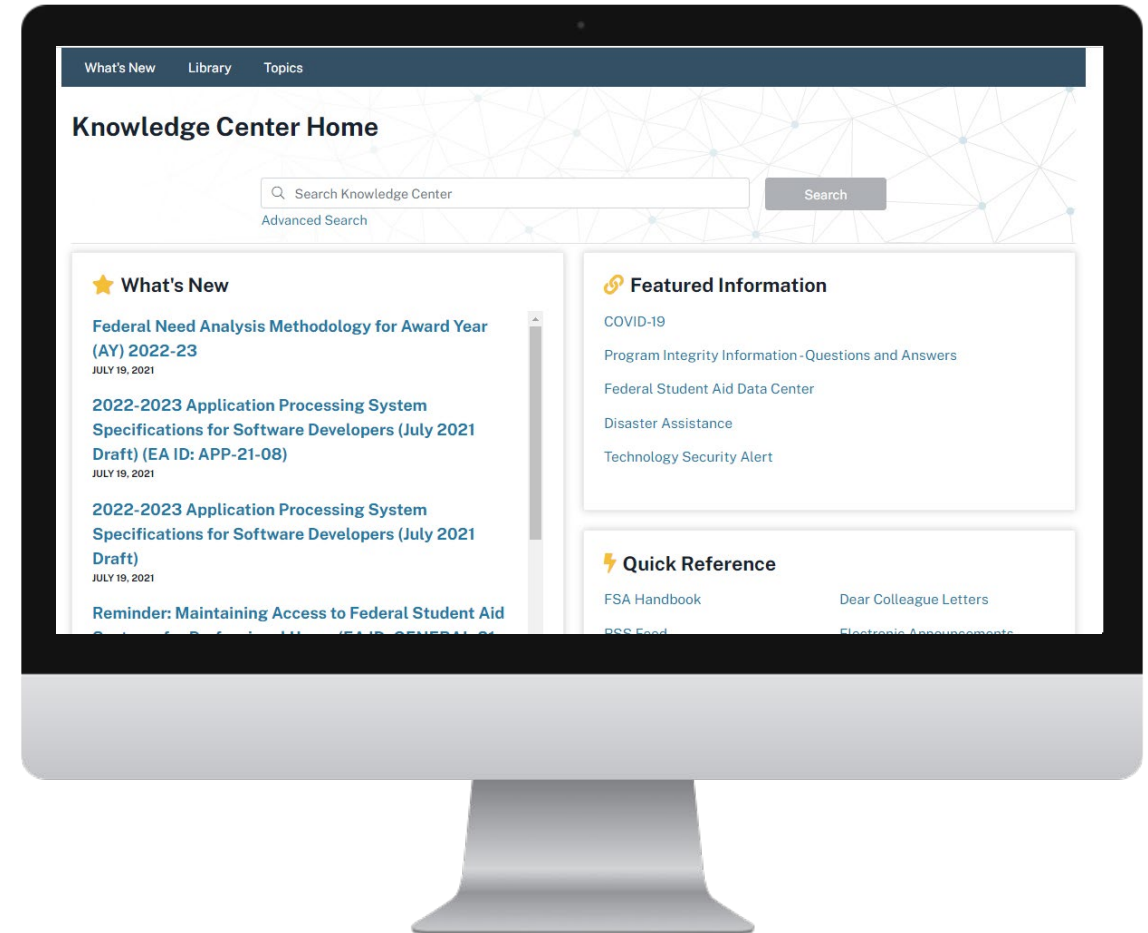 What's New Library Topics
Knowledge Center Home
Search Knowledge Center
Search
Advanced Search
What's New
Federal Need Analysis Methodology for Award Year
(AY) 2022-23
JULY 19, 2021
2022-2023 Application Processing System
Specifications for Software Developers (July 2021
Draft) (EA ID: APP-21-08)
JULY 19, 2021
2022-2023 Application Processing System
Specifications for Software Developers (July 2021
Draft)
JULY 19, 2021
Reminder: Maintaining Access to Federal Student Aid
Featured Information
COVID-19
Program Integrity Information - Questions and Answers
Federal Student Aid Data Center
Disaster Assistance
Technology Security Alert
Quick Reference
FSA Handbook Dear Colleague Letters
RSS Feed Electronic Announcements